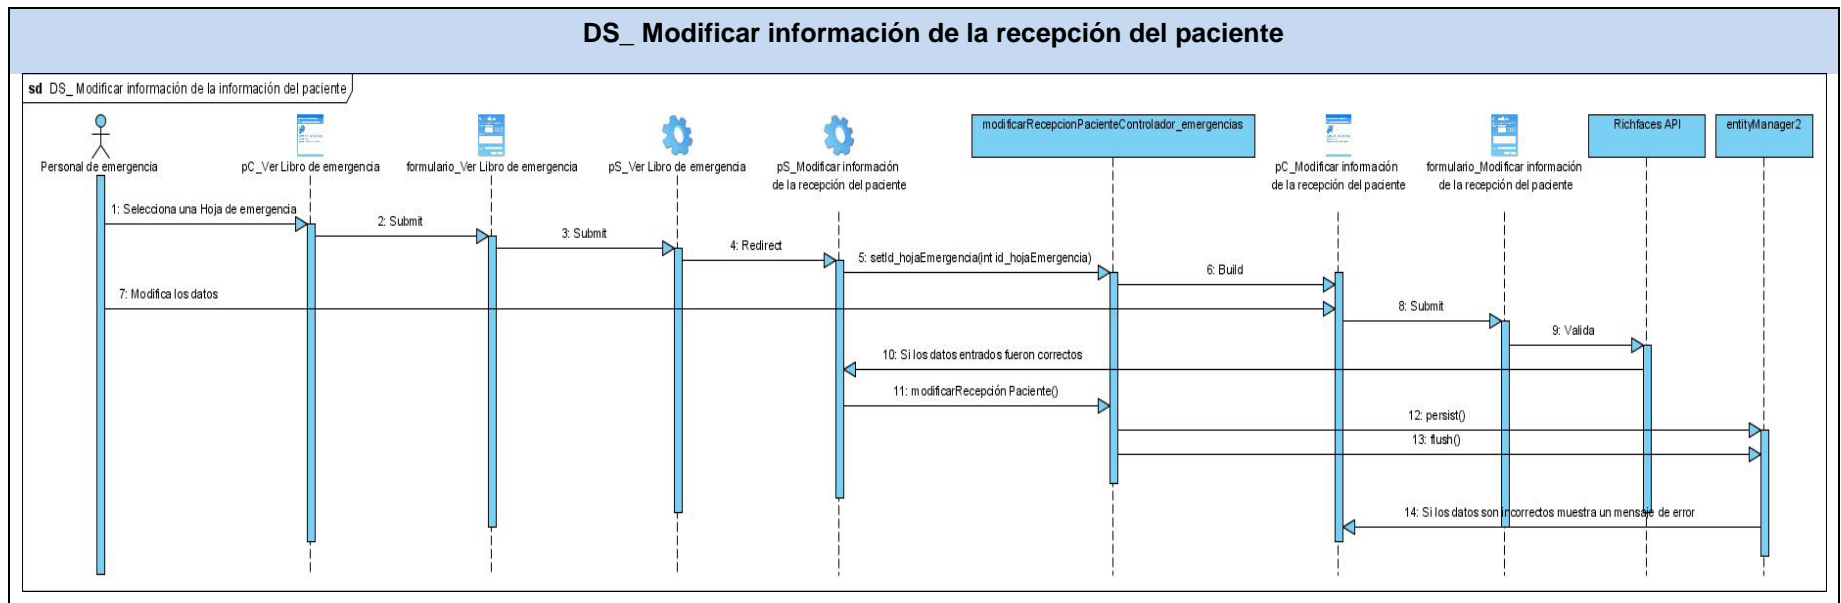 DS_ Modificar información de la recepción del paciente
sd DS_ Modificar información de la información del paciente
Personal de emergencia
pC_Ver Libro de emergencia
formulario_Ver Libro de emergencia
pS_Ver Libro de emergencia
pS_Modificar información
de la recepción del paciente
modificarRecepcionPacienteControlador_emergencias
pC_Modificar información
de la recepción del paciente
formulario_Modificar información
de la recepción del paciente
Richfaces API
entityManager2
1: Selecciona una Hoja de emergencia
2: Submit
3: Submit
4: Redirect
5: setId_hojaEmergencia(int id_hojaEmergencia)
6: Build
7: Modifica los datos
8: Submit
9: Valida
10: Si los datos entrados fueron correctos
11: modificarRecepción Paciente()
12: persist()
13: flush()
14: Si los datos son incorrectos muestra un mensaje de error